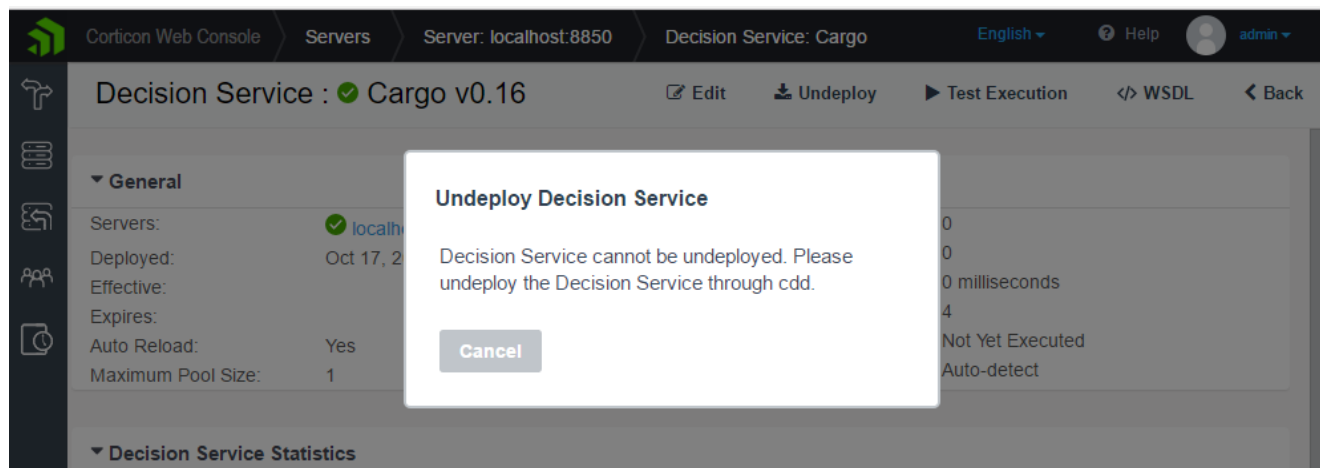 Corticon Web Console Servers Server: localhost:8850 Decision Service: Cargo English Help admin
Decision Service : Cargo v0.16 Edit Undeploy Test Execution </> WSDL Back
General
Undeploy Decision Service
Servers: 0
Deployed: Oct 17, 2 0
Decision Service cannot be undeployed. Please
Effective: 0 milliseconds
undeploy the Decision Service through cdd.
Expires: 4
Auto Reload: Yes Not Yet Executed
Cancel
Maximum Pool Size: 1 Auto-detect
Decision Service Statistics